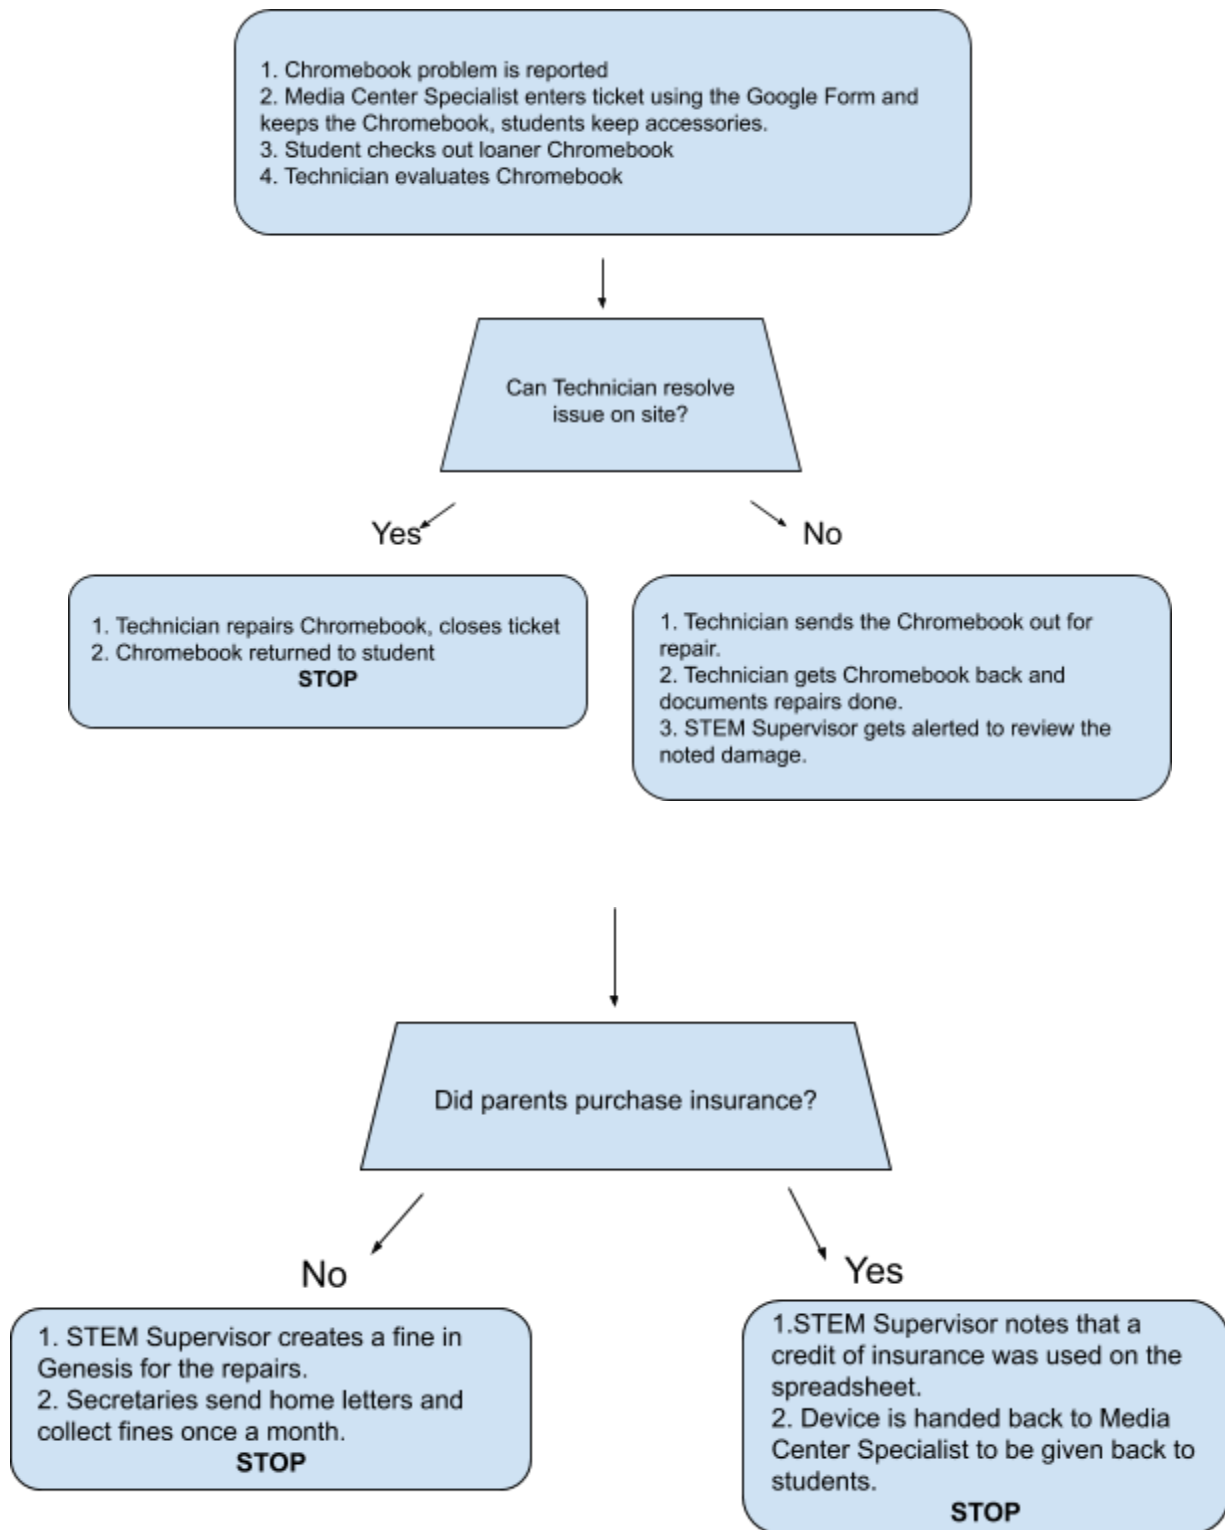 1. Chromebook problem is reported
2. Media Center Specialist enters ticket using the Google Form and
keeps the Chromebook, students keep accessories.
3. Student checks out loaner Chromebook
4. Technician evaluates Chromebook
Can Technician resolve
issue on site?
Yes
No
1. Technician repairs Chromebook, closes ticket
2. Chromebook returned to student
STOP
1. Technician sends the Chromebook out for
repair.
2. Technician gets Chromebook back and
documents repairs done.
3. STEM Supervisor gets alerted to review the
noted damage.
Did parents purchase insurance?
No
Yes
1. STEM Supervisor creates a fine in
Genesis for the repairs.
2. Secretaries send home letters and
collect fines once a month.
STOP
1.STEM Supervisor notes that a
credit of insurance was used on the
spreadsheet.
2. Device is handed back to Media
Center Specialist to be given back to
students.
STOP